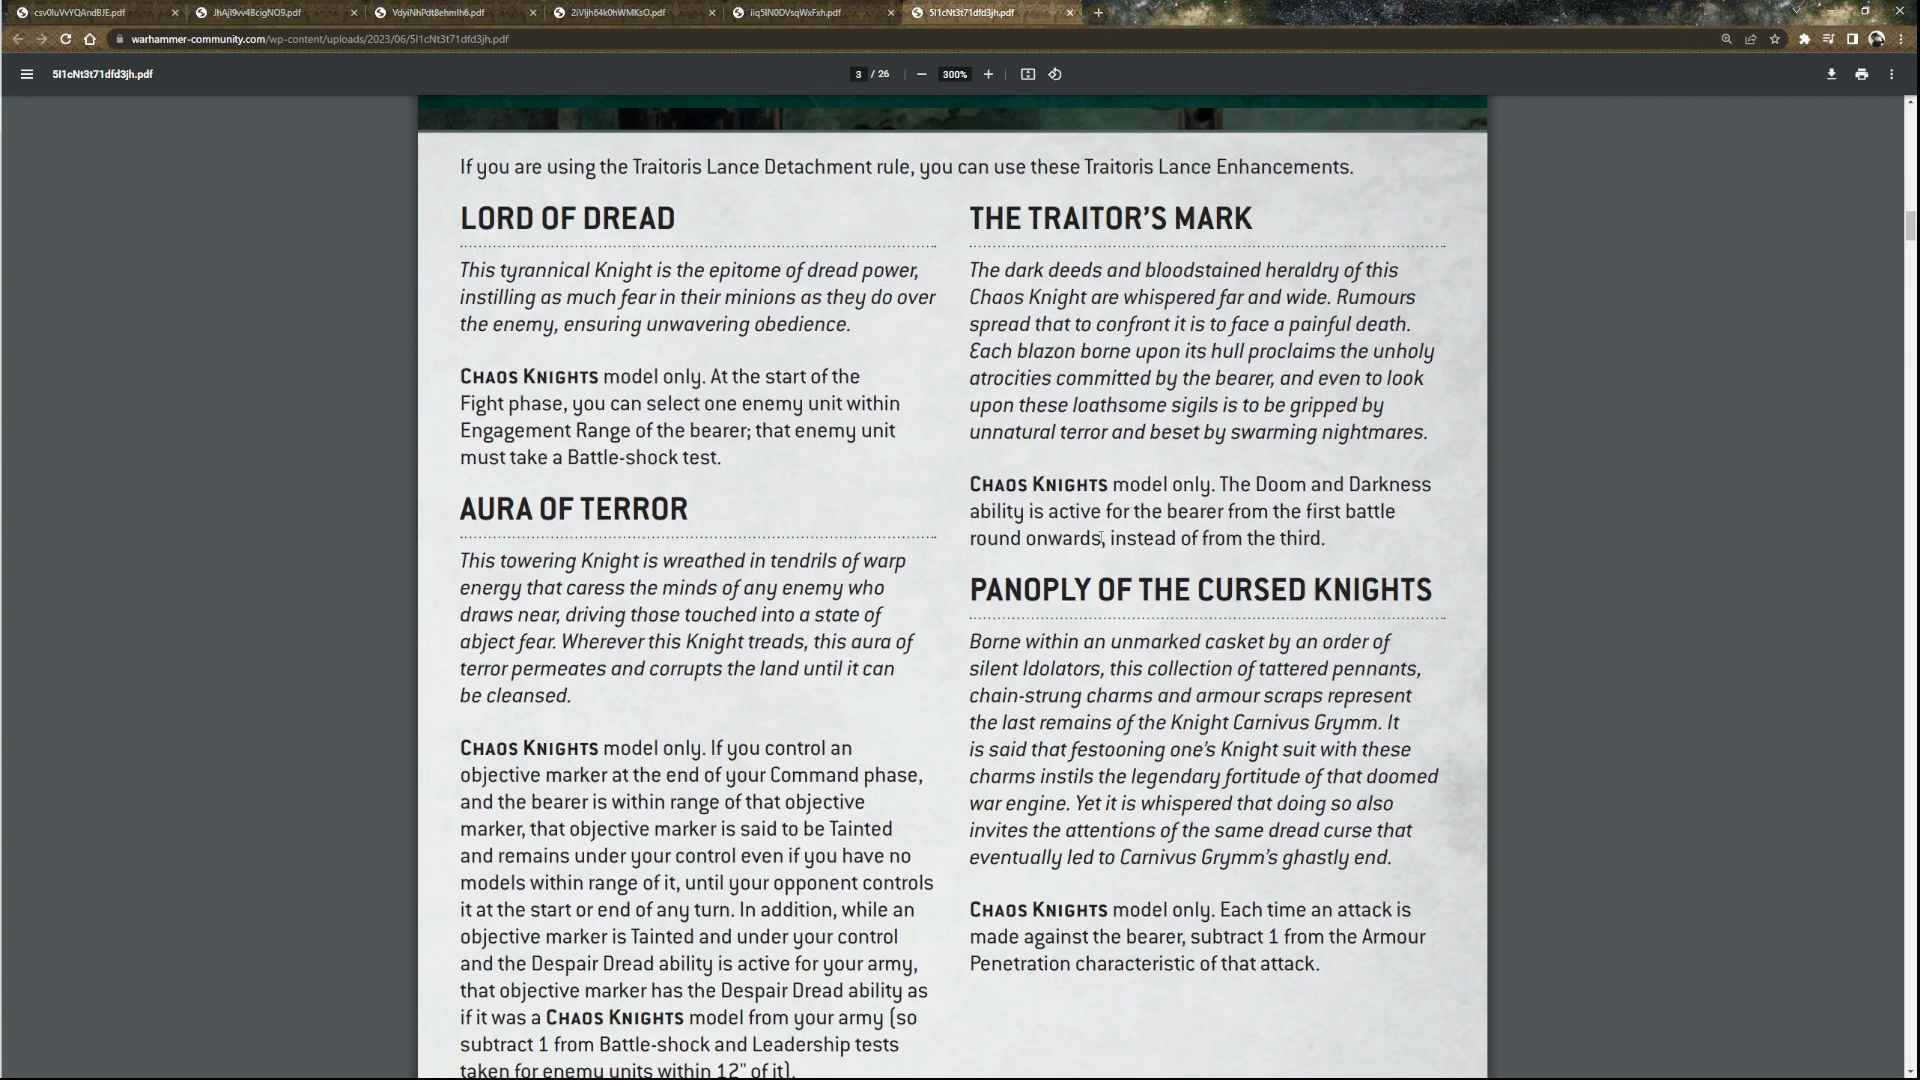 csv0luVvYQAndBJE.pdf
JhAjl9vv4BcigNO9.pdf
VdyiNhPdt8ehmIh6.pdf
2iVljh64k0hWMKsO.pdf
iiq5IN0DVsqWxFxh.pdf
5I1cNt3t71dfd3jh.pdf
warhammer-community.com/wp-content/uploads/2023/06/5I1cNt3t71dfd3jh.pdf
5I1cNt3t71dfd3jh.pdf
3 / 26
300%
If you are using the Traitoris Lance Detachment rule, you can use these Traitoris Lance Enhancements.
LORD OF DREAD
This tyrannical Knight is the epitome of dread power,
instilling as much fear in their minions as they do over
the enemy, ensuring unwavering obedience.
CHAOS KNIGHTS model only. At the start of the
Fight phase, you can select one enemy unit within
Engagement Range of the bearer; that enemy unit
must take a Battle-shock test.
AURA OF TERROR
This towering Knight is wreathed in tendrils of warp
energy that caress the minds of any enemy who
draws near, driving those touched into a state of
abject fear. Wherever this Knight treads, this aura of
terror permeates and corrupts the land until it can
be cleansed.
CHAOS KNIGHTS model only. If you control an
objective marker at the end of your Command phase,
and the bearer is within range of that objective
marker, that objective marker is said to be Tainted
and remains under your control even if you have no
models within range of it, until your opponent controls
it at the start or end of any turn. In addition, while an
objective marker is Tainted and under your control
and the Despair Dread ability is active for your army,
that objective marker has the Despair Dread ability as
if it was a CHAOS KNIGHTS model from your army (so
subtract 1 from Battle-shock and Leadership tests
taken for enemy units within 12" of it).
THE TRAITOR'S MARK
The dark deeds and bloodstained heraldry of this
Chaos Knight are whispered far and wide. Rumours
spread that to confront it is to face a painful death.
Each blazon borne upon its hull proclaims the unholy
atrocities committed by the bearer, and even to look
upon these loathsome sigils is to be gripped by
unnatural terror and beset by swarming nightmares.
CHAOS KNIGHTS model only. The Doom and Darkness
ability is active for the bearer from the first battle
round onwards, instead of from the third.
PANOPLY OF THE CURSED KNIGHTS
Borne within an unmarked casket by an order of
silent Idolators, this collection of tattered pennants,
chain-strung charms and armour scraps represent
the last remains of the Knight Carnivus Grymm. It
is said that festooning one's Knight suit with these
charms instils the legendary fortitude of that doomed
war engine. Yet it is whispered that doing so also
invites the attentions of the same dread curse that
eventually led to Carnivus Grymm's ghastly end.
CHAOS KNIGHTS model only. Each time an attack is
made against the bearer, subtract 1 from the Armour
Penetration characteristic of that attack.